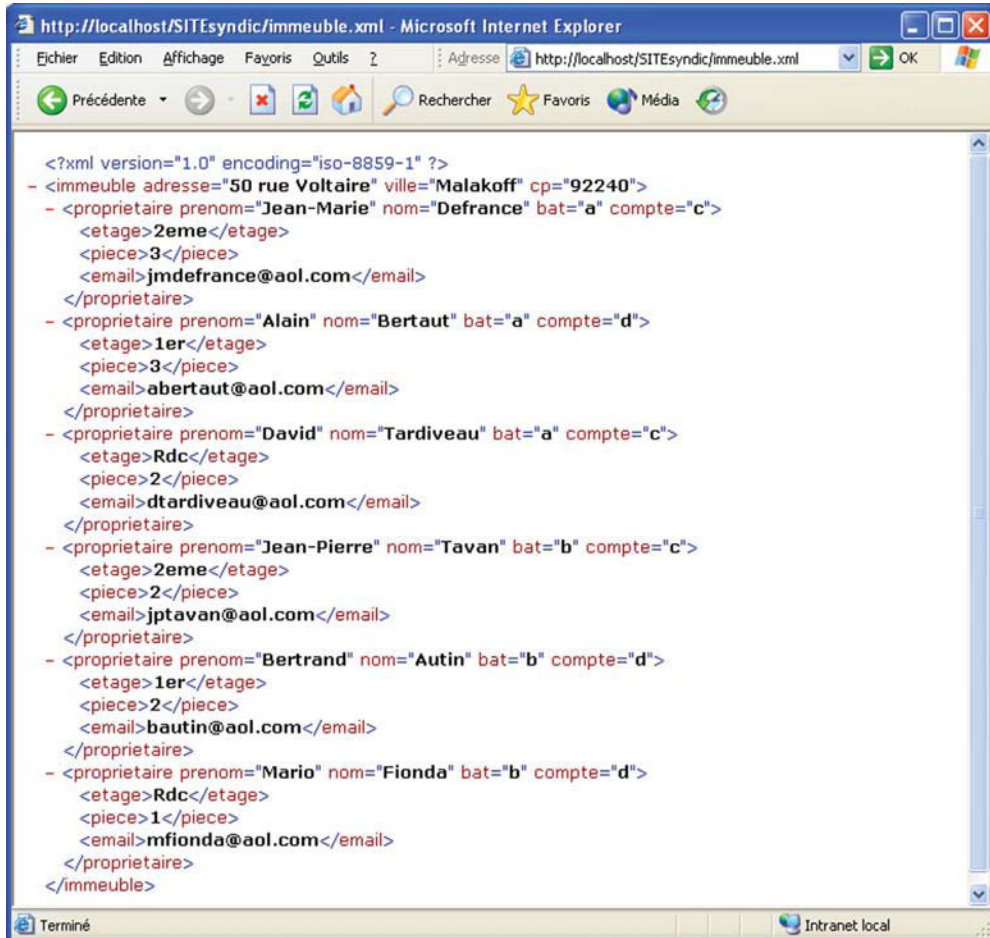 http://localhost/SITEsyndic/immeuble.xml - Microsoft Internet Explorer
Fichier Edition Affichage Favoris Outils ? Adresse http://localhost/SITEsyndic/immeuble.xml OK
Précédente Rechercher Favoris Média
<?xml version="1.0" encoding="iso-8859-1" ?>
- <immeuble adresse="50 rue Voltaire" ville="Malakoff" cp="92240">
- <proprietaire prenom="Jean-Marie" nom="Defrance" bat="a" compte="c">
<etage>2eme</etage>
<piece>3</piece>
<email>jmdefrance@aol.com</email>
</proprietaire>
- <proprietaire prenom="Alain" nom="Bertaut" bat="a" compte="d">
<etage>1er</etage>
<piece>3</piece>
<email>abertaut@aol.com</email>
</proprietaire>
- <proprietaire prenom="David" nom="Tardiveau" bat="a" compte="c">
<etage>Rdc</etage>
<piece>2</piece>
<email>dtardiveau@aol.com</email>
</proprietaire>
- <proprietaire prenom="Jean-Pierre" nom="Tavan" bat="b" compte="c">
<etage>2eme</etage>
<piece>2</piece>
<email>jptavan@aol.com</email>
</proprietaire>
- <proprietaire prenom="Bertrand" nom="Autin" bat="b" compte="d">
<etage>1er</etage>
<piece>2</piece>
<email>bautin@aol.com</email>
</proprietaire>
- <proprietaire prenom="Mario" nom="Fionda" bat="b" compte="d">
<etage>Rdc</etage>
<piece>1</piece>
<email>mfionda@aol.com</email>
</proprietaire>
</immeuble>
Terminé Intranet local